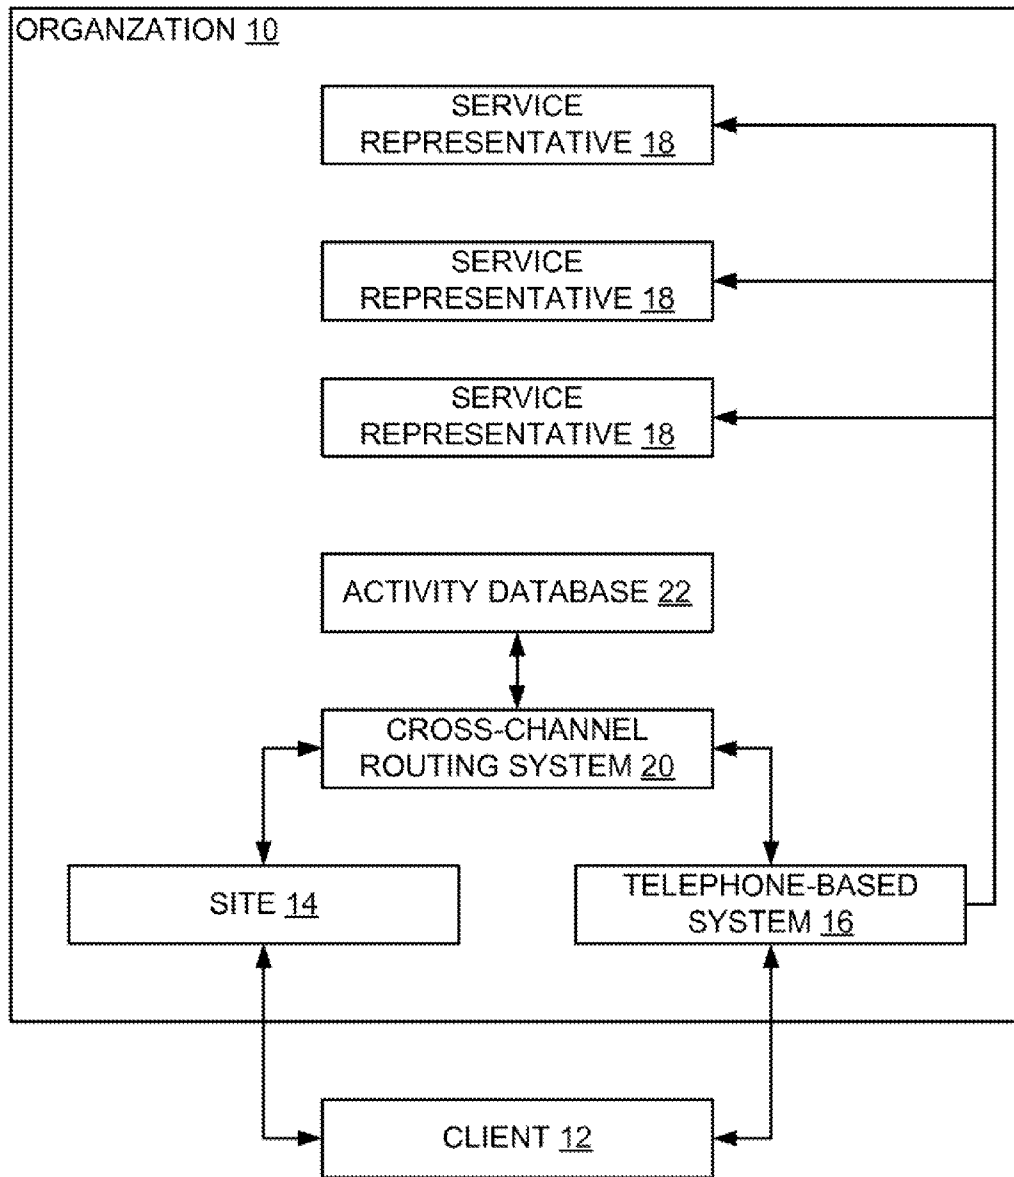 ORGANZATION 10
SERVICE
REPRESENTATIVE 18
SERVICE
REPRESENTATIVE 18
SERVICE
REPRESENTATIVE 18
ACTIVITY DATABASE 22
CROSS-CHANNEL
ROUTING SYSTEM 20
SITE 14
TELEPHONE-BASED
SYSTEM 16
CLIENT 12